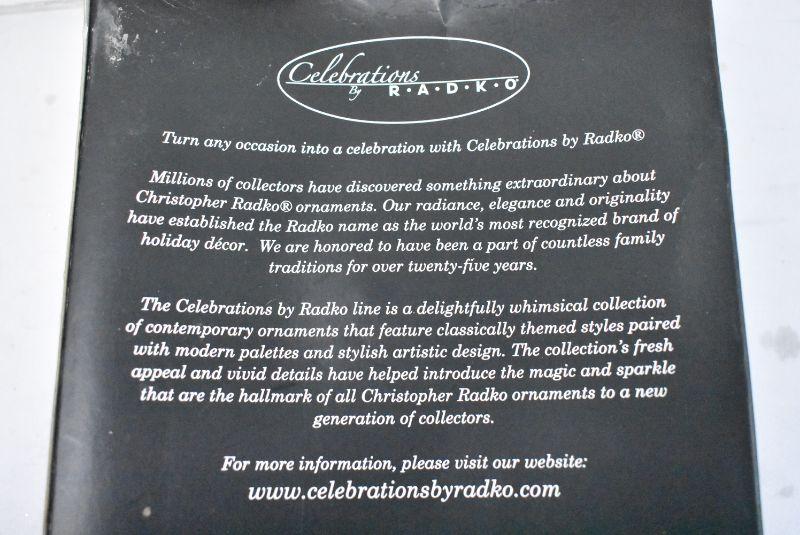 Celebrations
By R·A·D·K·O
Turn any occasion into a celebration with Celebrations by Radko®
Millions of collectors have discovered something extraordinary about
Christopher Radko® ornaments. Our radiance, elegance and originality
have established the Radko name as the world's most recognized brand of
holiday décor. We are honored to have been a part of countless family
traditions for over twenty-five years.
The Celebrations by Radko line is a delightfully whimsical collection
of contemporary ornaments that feature classically themed styles paired
with modern palettes and stylish artistic design. The collection's fresh
appeal and vivid details have helped introduce the magic and sparkle
that are the hallmark of all Christopher Radko ornaments to a new
generation of collectors.
For more information, please visit our website:
www.celebrationsbyradko.com